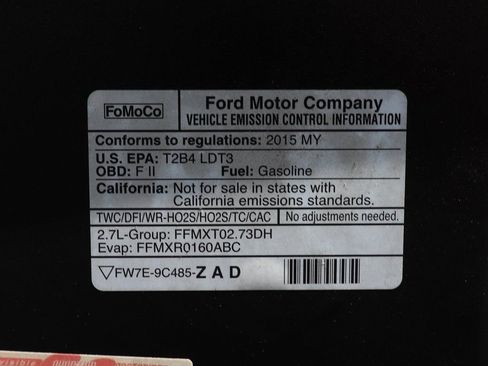 FoMoCo
Ford Motor Company
VEHICLE EMISSION CONTROL INFORMATION
Conforms to regulations: 2015 MY
U.S. EPA: T2B4 LDT3
OBD: F II Fuel: Gasoline
California: Not for sale in states with
California emissions standards.
TWC/DFI/WR-HO2S/HO2S/TC/CAC No adjustments needed.
2.7L-Group: FFMXT02.73DH
Evap: FFMXR0160ABC
FW7E-9C485-ZAD